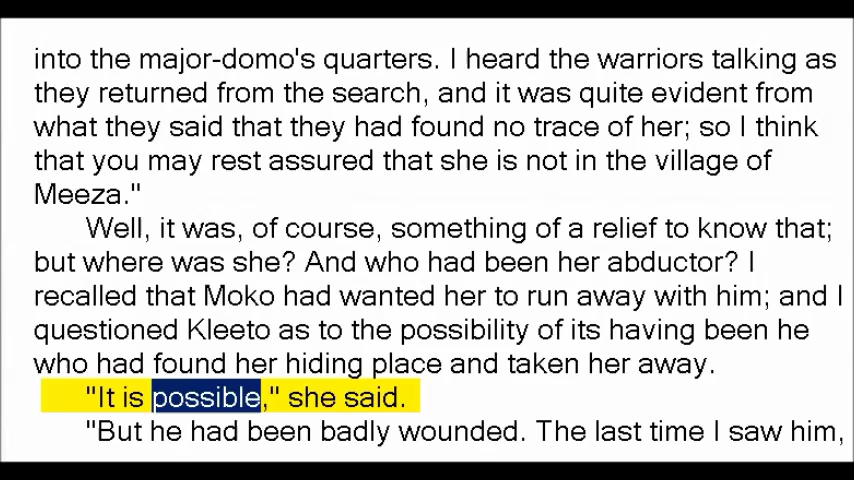 into the major-domo's quarters. I heard the warriors talking as
they returned from the search, and it was quite evident from
what they said that they had found no trace of her; so I think
that you may rest assured that she is not in the village of
Meeza."
Well, it was, of course, something of a relief to know that;
but where was she? And who had been her abductor? I
recalled that Moko had wanted her to run away with him; and I
questioned Kleeto as to the possibility of its having been he
who had found her hiding place and taken her away.
"It is possible," she said.
"But he had been badly wounded. The last time I saw him,